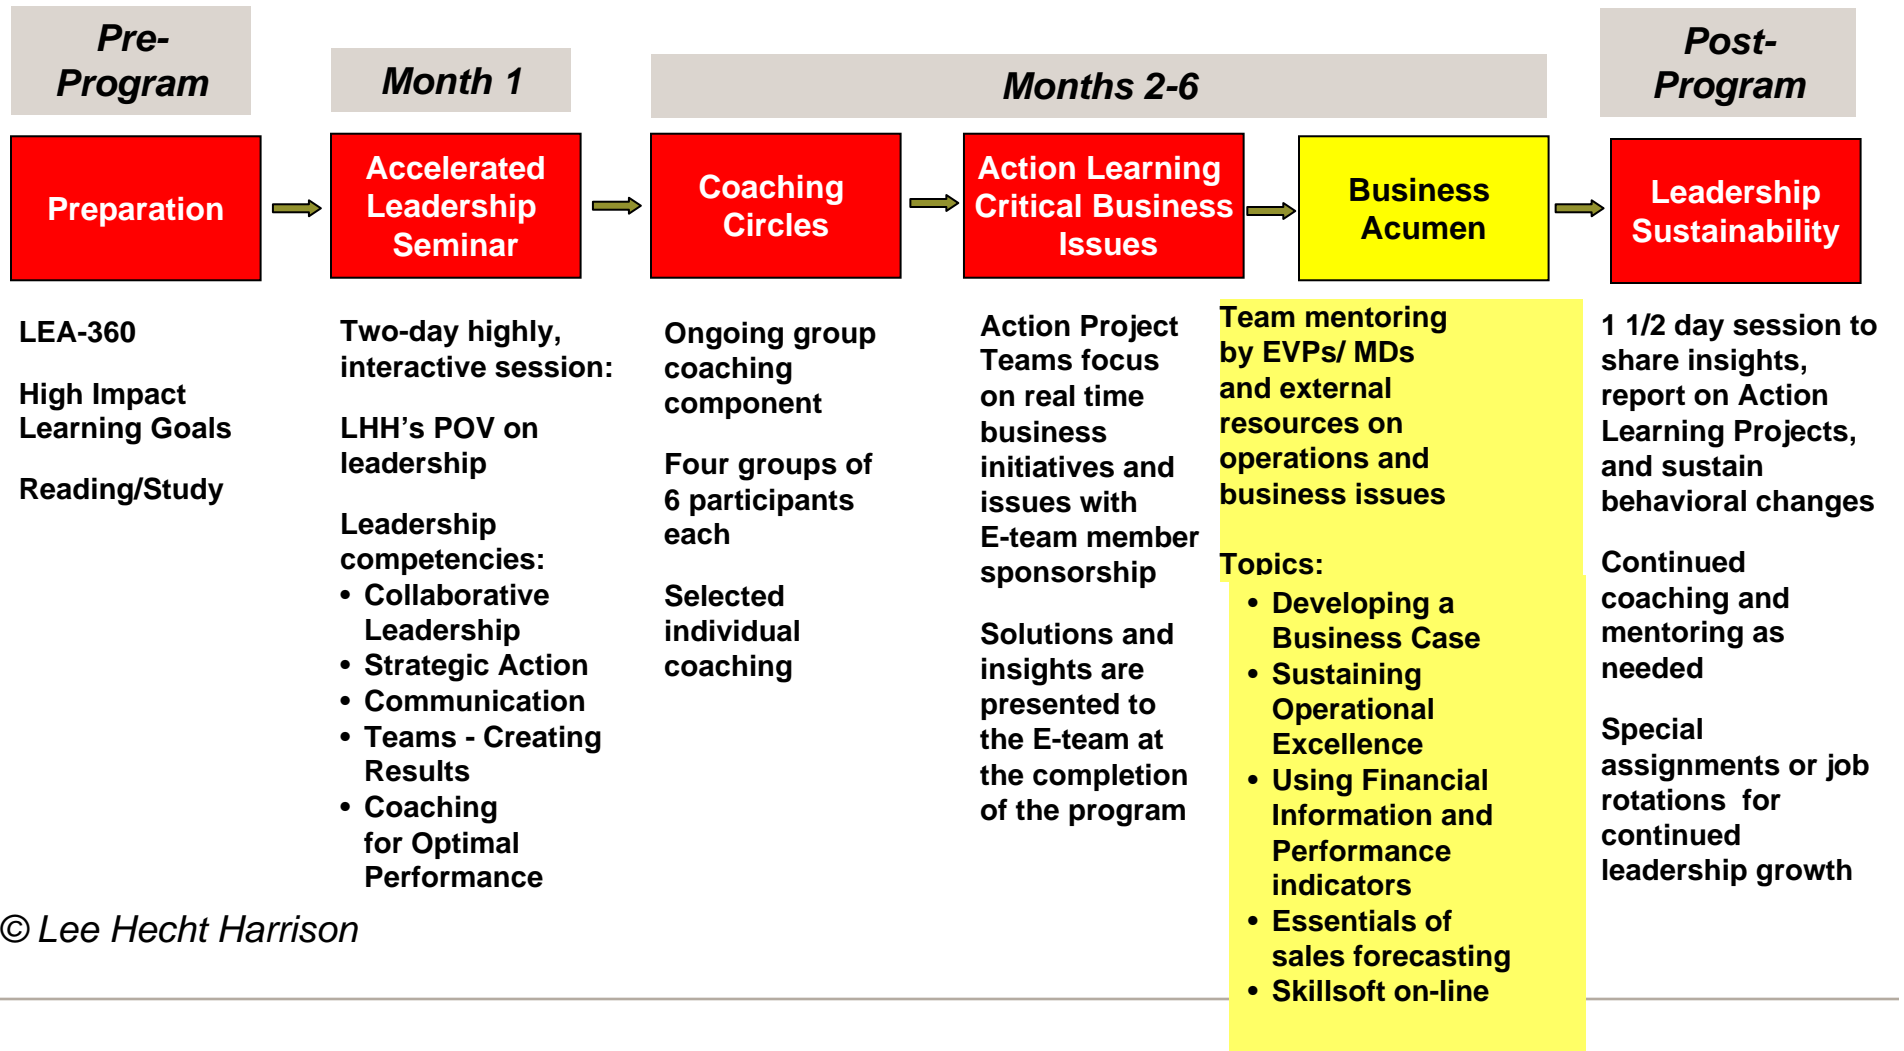 Pre-
Program
Month 1
Months 2-6
Post-
Program
Preparation
Accelerated
Leadership
Seminar
Coaching
Circles
Action Learning
Critical Business
Issues
Business
Acumen
Leadership
Sustainability
LEA-360
High Impact
Learning Goals
Reading/Study
Two-day highly,
interactive session:
LHH’s POV on
leadership
Leadership
competencies:
• Collaborative
Leadership
• Strategic Action
• Communication
• Teams - Creating
Results
• Coaching
for Optimal
Performance
Ongoing group
coaching
component
Four groups of
6 participants
each
Selected
individual
coaching
Action Project
Teams focus
on real time
business
initiatives and
issues with
E-team member
sponsorship
Solutions and
insights are
presented to
the E-team at
the completion
of the program
Team mentoring
by EVPs/ MDs
and external
resources on
operations and
business issues
Topics:
• Developing a
Business Case
• Sustaining
Operational
Excellence
• Using Financial
Information and
Performance
indicators
• Essentials of
sales forecasting
• Skillsoft on-line
1 1/2 day session to
share insights,
report on Action
Learning Projects,
and sustain
behavioral changes
Continued
coaching and
mentoring as
needed
Special
assignments or job
rotations for
continued
leadership growth
© Lee Hecht Harrison